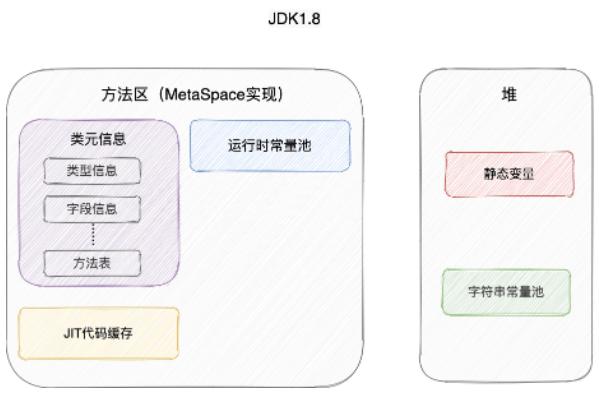 JDK1.8
方法区（MetaSpace实现）
类元信息
类型信息
字段信息
方法表
运行时常量池
JIT代码缓存
堆
静态变量
字符串常量池